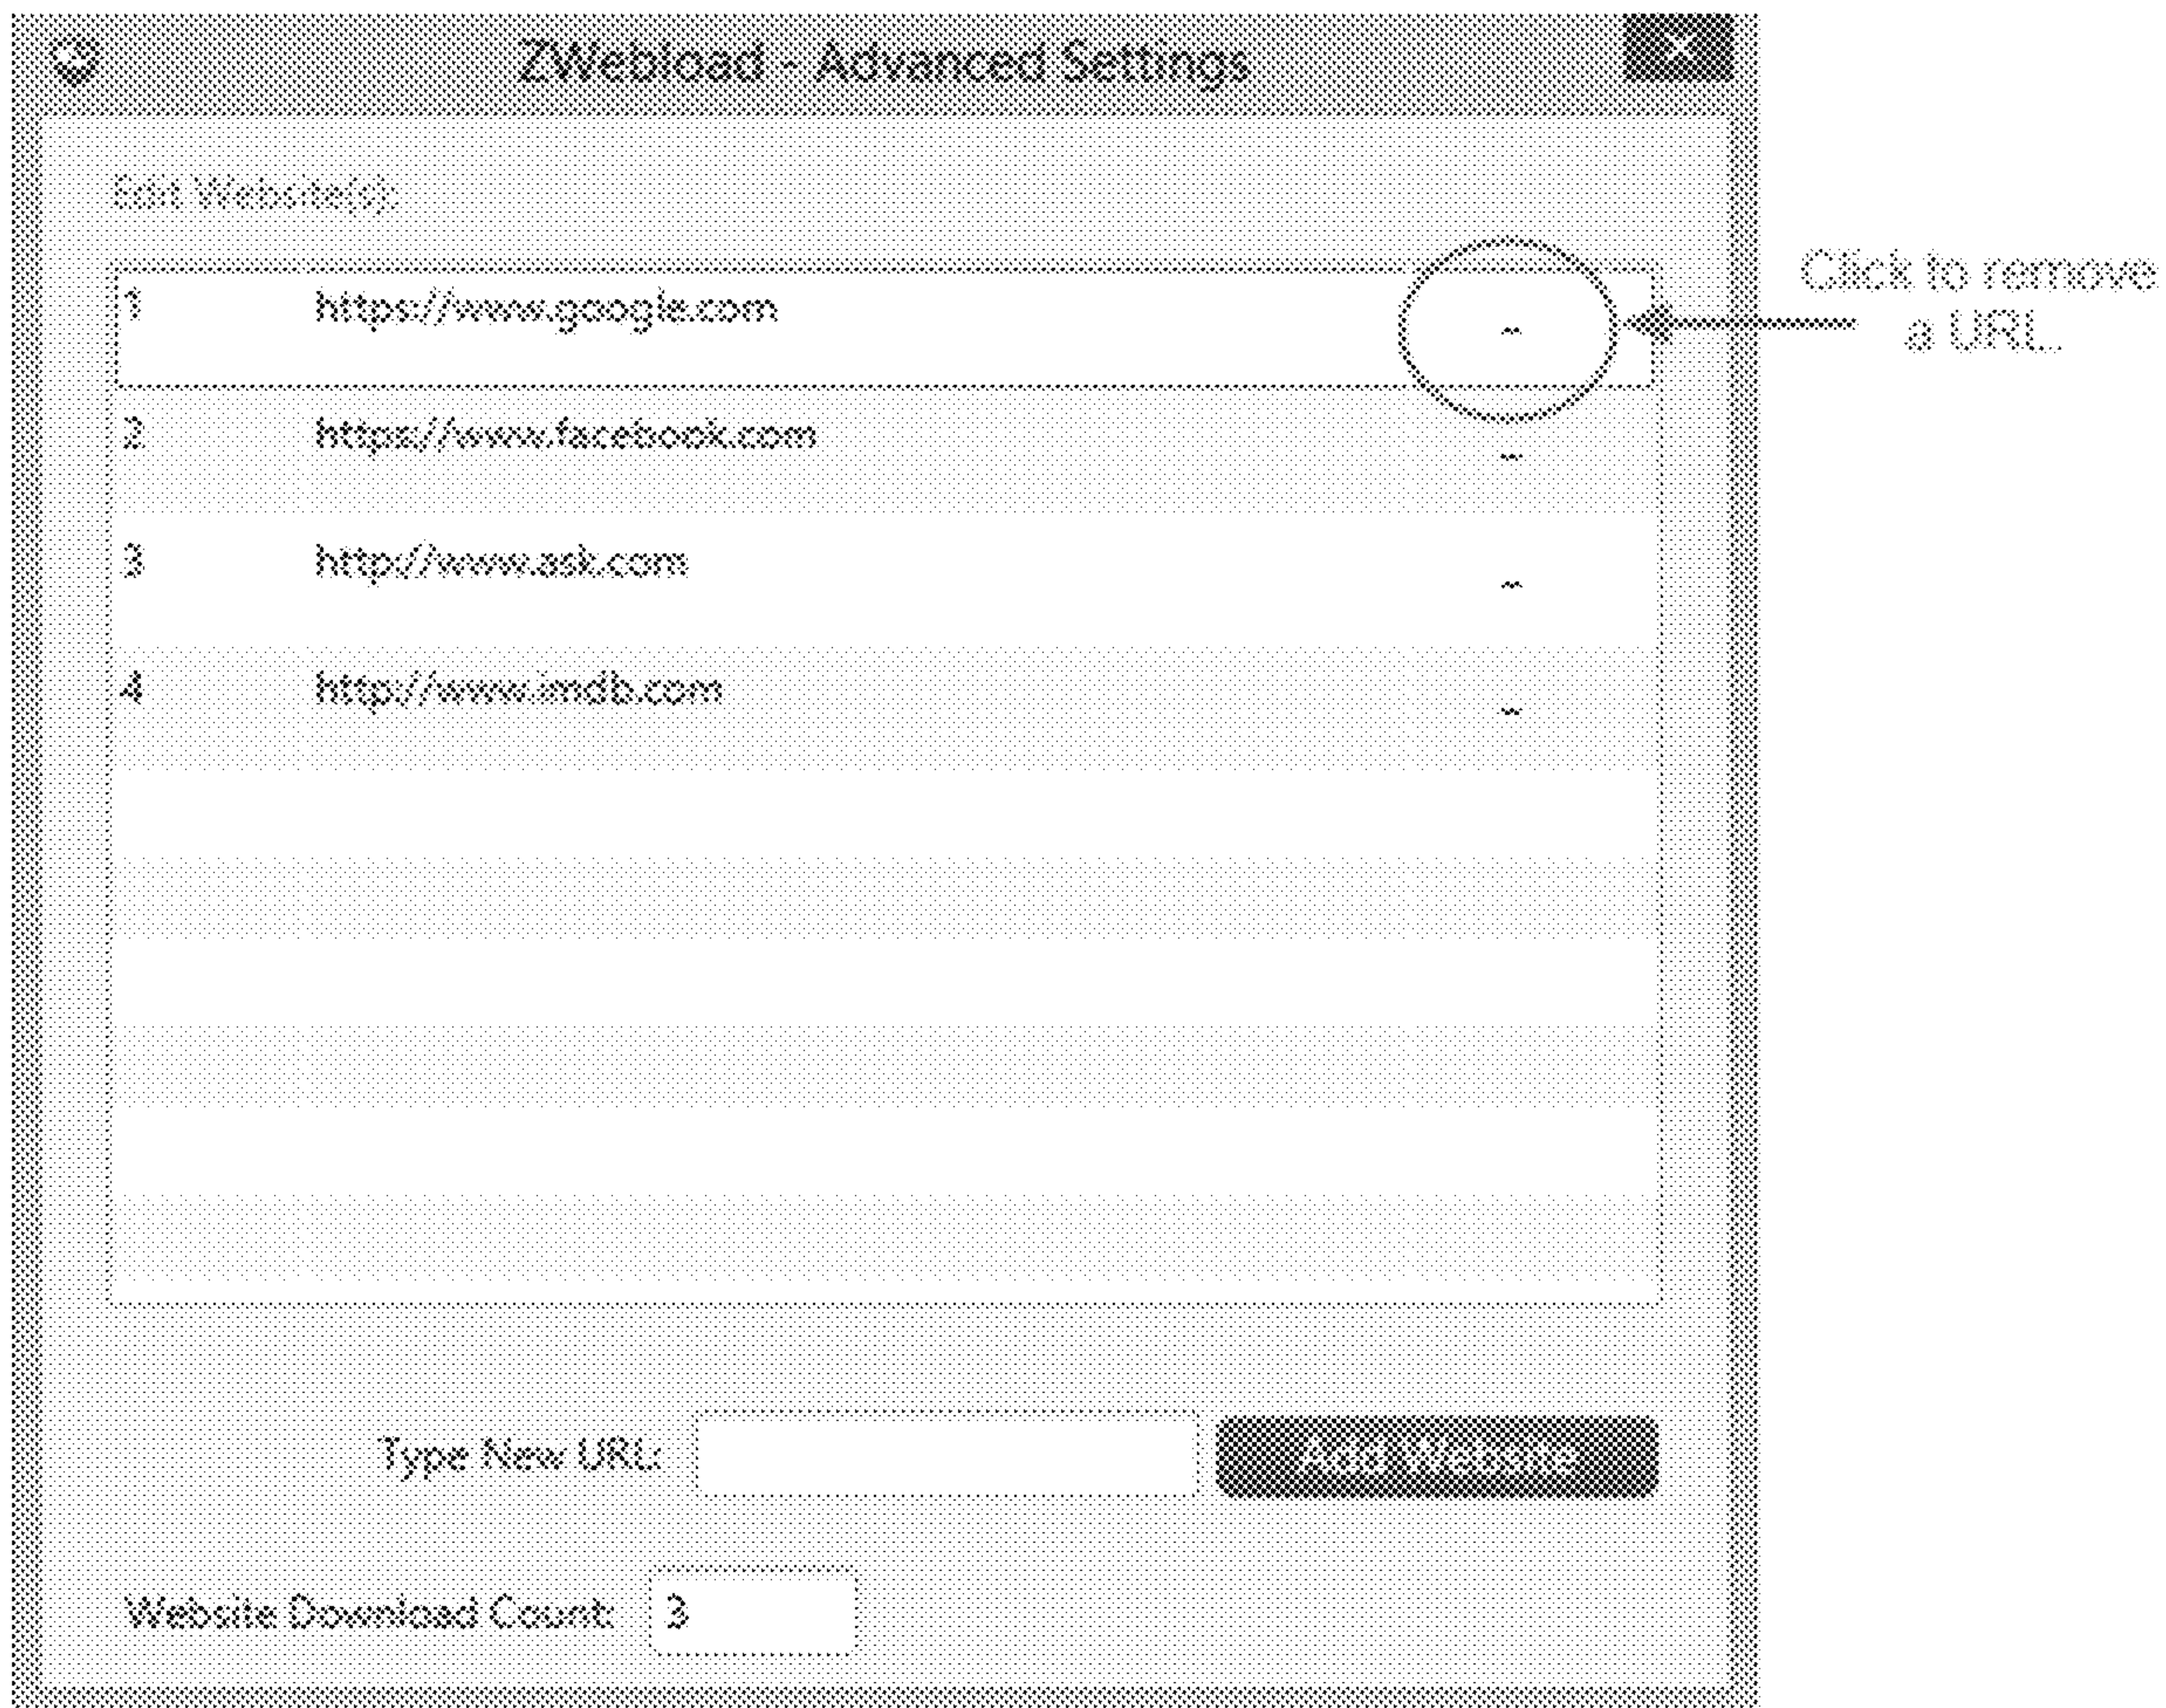 ZWebload - Advanced Settings
X
Edit Website(s):
Click to remove
a URL.
1 https://www.google.com -
2 https://www.facebook.com -
3 http://www.ask.com -
4 http://www.imdb.com -
Type New URL: Add Website
Website Download Count: 3